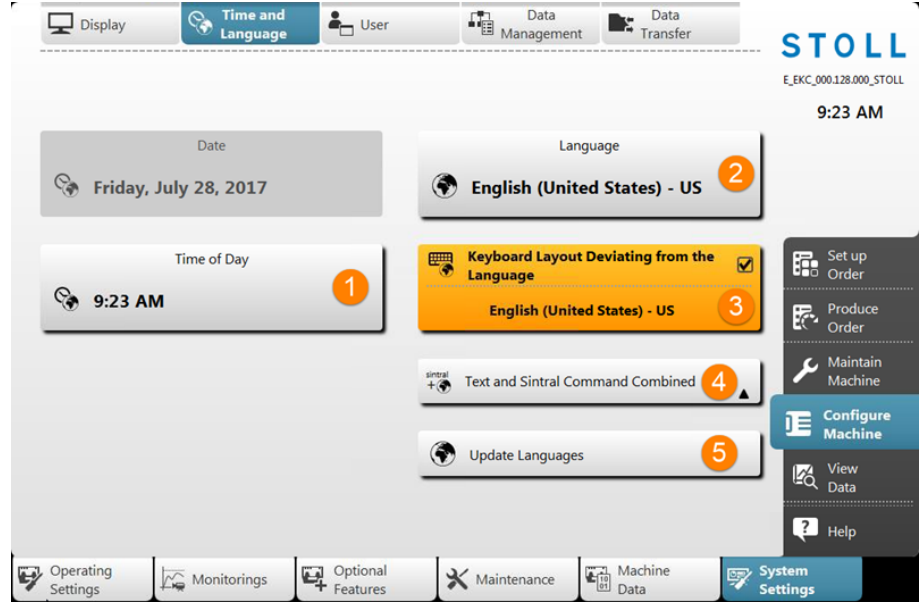 Display
Time and
Language
User
Data
Management
Data
Transfer
STOLL
E_EKC_000.128.000_STOLL
9:23 AM
Date
Friday, July 28, 2017
Language
English (United States) - US
2
Time of Day
9:23 AM
1
Keyboard Layout Deviating from the
Language
English (United States) - US
3
sintral
Text and Sintral Command Combined
4
Update Languages
5
Set up
Order
Produce
Order
Maintain
Machine
Configure
Machine
View
Data
? Help
Operating
Settings
Monitorings
Optional
Features
Maintenance
10
01
Machine
Data
System
Settings